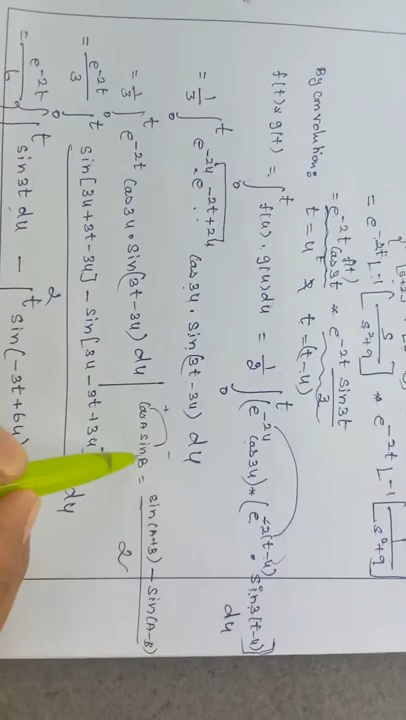 = e^{-2t} L^{-1} [ s / s²+9 ] * e^{-2t} L^{-1} [ 1 / s²+9 ]
= e^{-2t} cos3t * e^{-2t} sin3t / 3
By convolution:
t = u & t = (t-u)
f(t) * g(t) = ∫₀ᵗ f(u) · g(u) du = 1/3 ∫₀ᵗ (e^{-2u} cos3u) * (e^{-2(t-u)} · sin3(t-u)) du
= 1/3 ∫₀ᵗ e^{-2u} · e^{-2t+2u} · cos3u · sin(3t-3u) du
= 1/3 ∫₀ᵗ e^{-2t} cos3u · sin(3t-3u) du
cosA sinB = sin(A+B) - sin(A-B) / 2
= e^{-2t} / 3 ∫₀ᵗ sin[3u+3t-3u] - sin[3u-3t+3u] / 2 du
= e^{-2t} / 6 ∫₀ᵗ sin3t du - ∫ᵗ sin(-3t+6u)